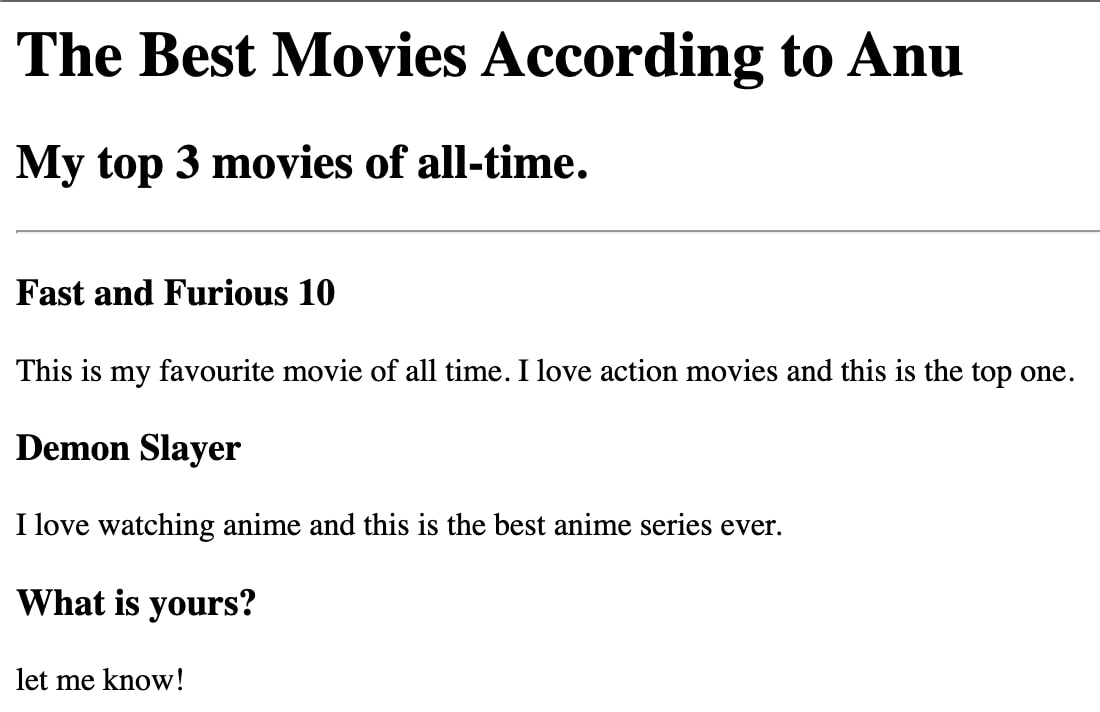 The Best Movies According to Anu
My top 3 movies of all-time.
Fast and Furious 10
This is my favourite movie of all time. I love action movies and this is the top one.
Demon Slayer
I love watching anime and this is the best anime series ever.
What is yours?
let me know!